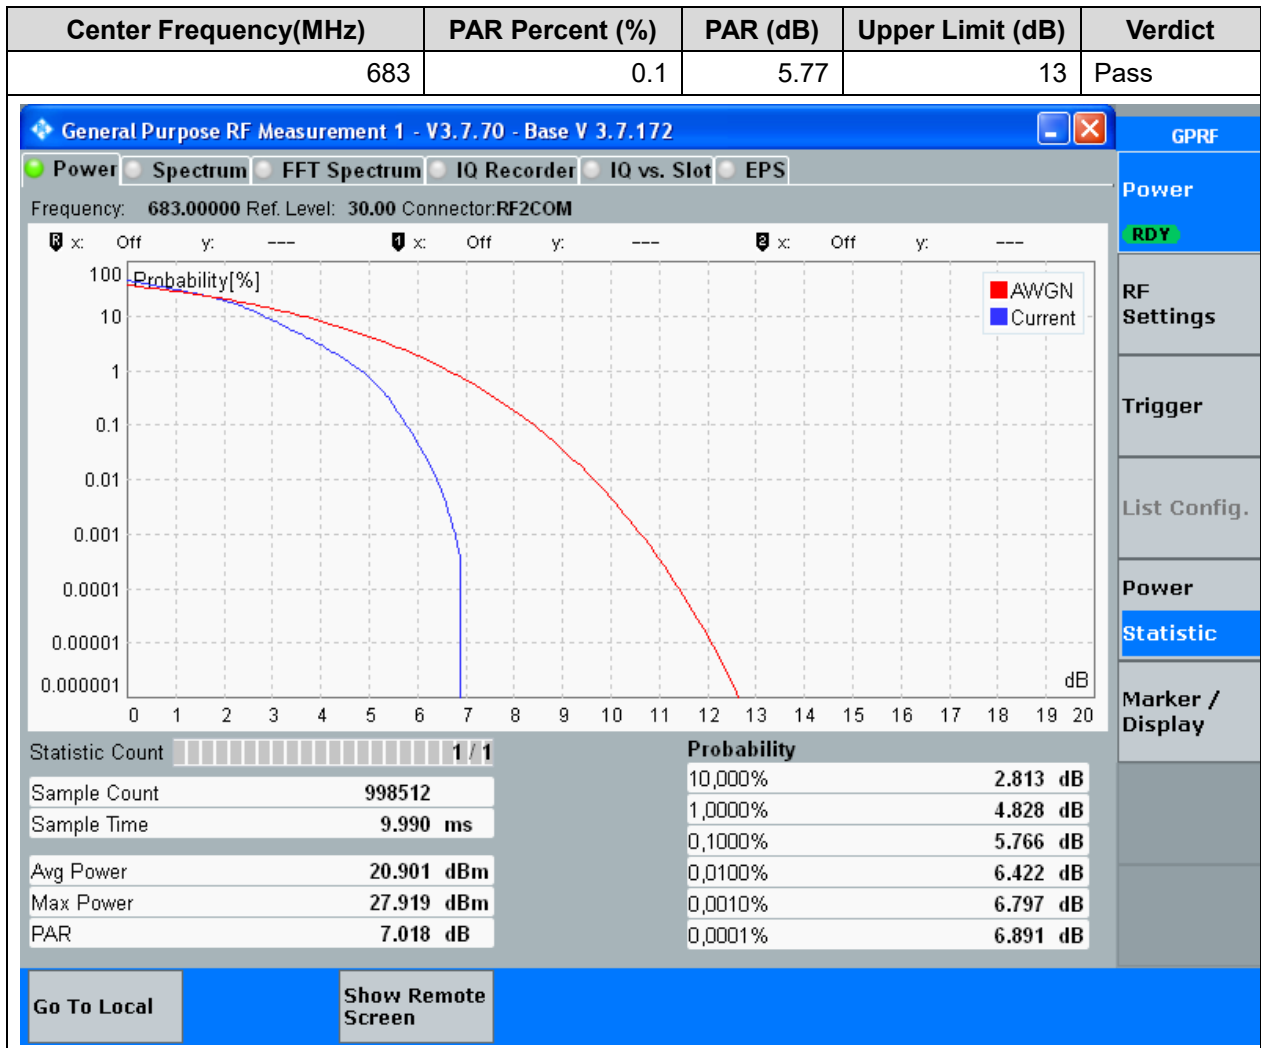 Center Frequency(MHz) PAR Percent (%) PAR (dB) Upper Limit (dB) Verdict
683 0.1 5.77 13 Pass
General Purpose RF Measurement 1 - V3.7.70 - Base V 3.7.172
GPRF
Power Spectrum FFT Spectrum IQ Recorder IQ vs. Slot EPS
Frequency: 683.00000 Ref. Level: 30.00 Connector:RF2COM
R x: Off y: --- 1 x: Off y: --- 2 x: Off y: ---
Probability[%]
AWGN
Current
100
10
1
0.1
0.01
0.001
0.0001
0.00001
0.000001
dB
0 1 2 3 4 5 6 7 8 9 10 11 12 13 14 15 16 17 18 19 20
Statistic Count 1 / 1
Sample Count 998512
Sample Time 9.990 ms
Avg Power 20.901 dBm
Max Power 27.919 dBm
PAR 7.018 dB
Probability
10,000% 2.813 dB
1,0000% 4.828 dB
0,1000% 5.766 dB
0,0100% 6.422 dB
0,0010% 6.797 dB
0,0001% 6.891 dB
Power
RDY
RF
Settings
Trigger
List Config.
Power
Statistic
Marker /
Display
Go To Local
Show Remote
Screen